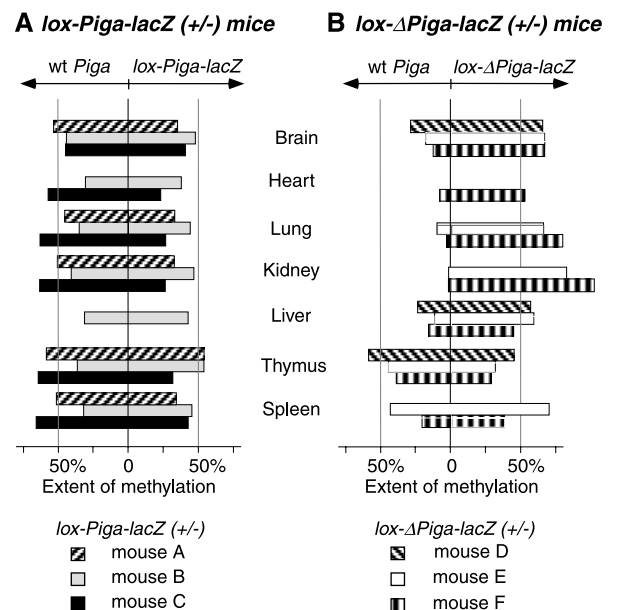 A lox-Piga-lacZ (+/-) mice
B lox-ΔPiga-lacZ (+/-) mice
wt Piga lox-Piga-lacZ
wt Piga lox-ΔPiga-lacZ
Brain
Heart
Lung
Kidney
Liver
Thymus
Spleen
50% 0 50%
Extent of methylation
50% 0 50%
Extent of methylation
lox-Piga-lacZ (+/-)
mouse A
mouse B
mouse C
lox-ΔPiga-lacZ (+/-)
mouse D
mouse E
mouse F